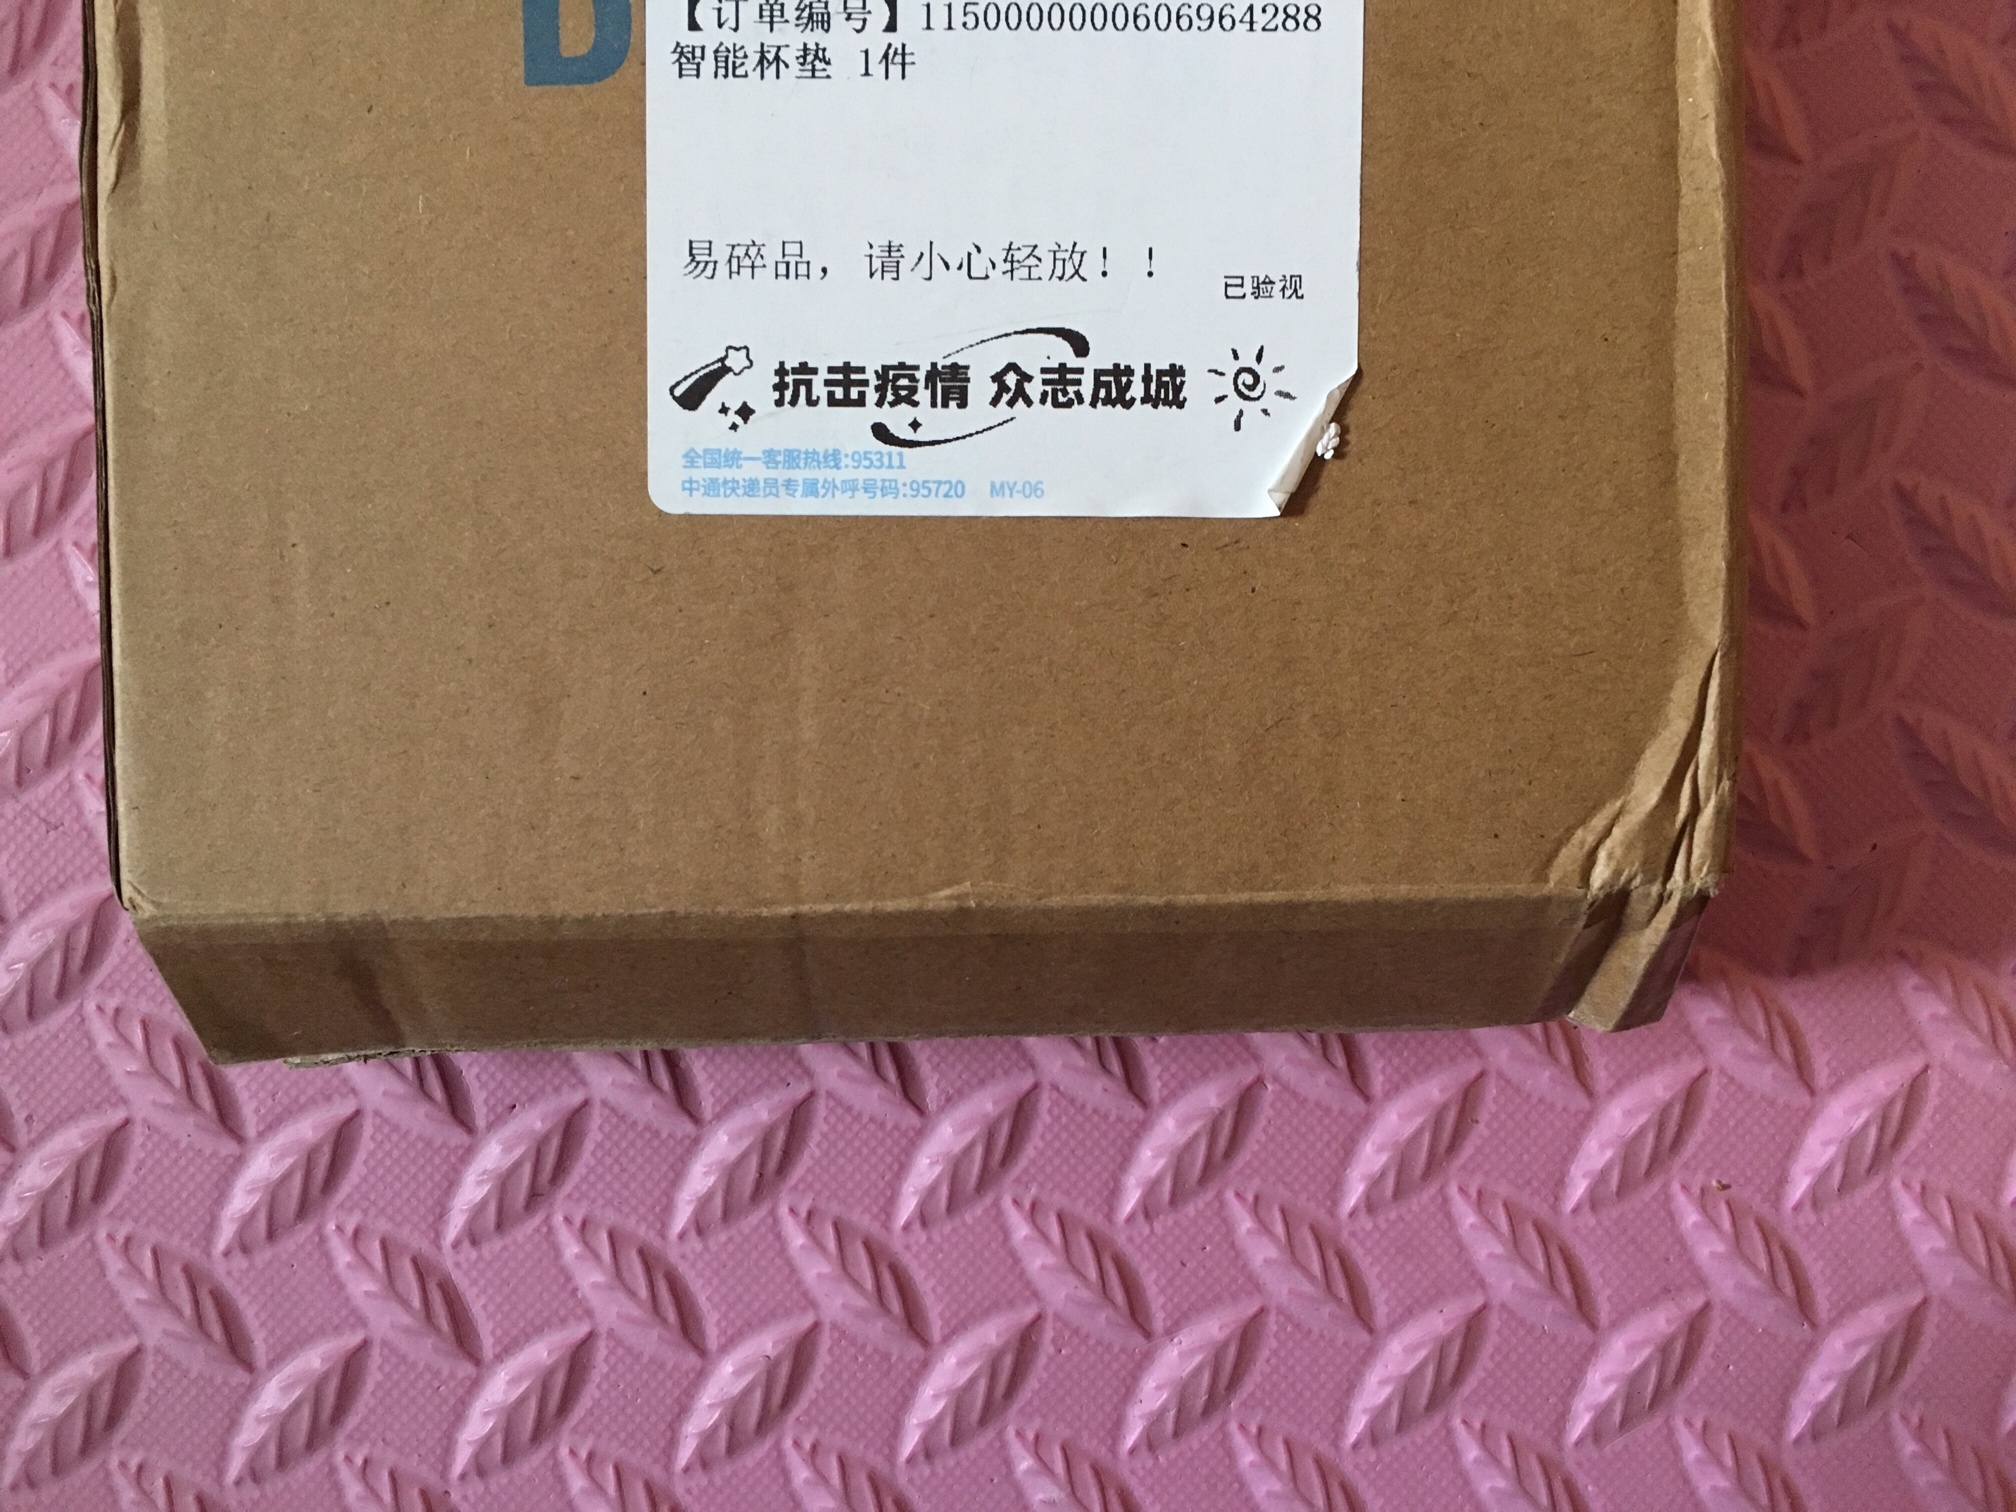 D
【订单编号】1150000000606964288
智能杯垫 1件
易碎品，请小心轻放！！
已验视
抗击疫情 众志成城
全国统一客服热线:95311
中通快递员专属外呼号码:95720 MY-06